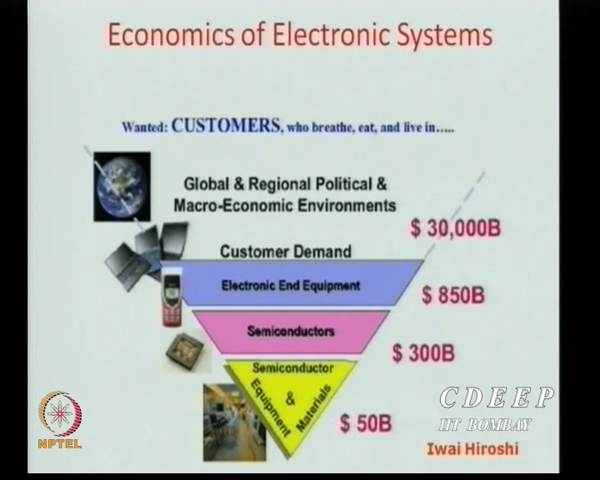 Economics of Electronic Systems
Wanted: CUSTOMERS, who breathe, eat, and live in.....
Global & Regional Political &
Macro-Economic Environments
$ 30,000B
Customer Demand
Electronic End Equipment
$ 850B
Semiconductors
$ 300B
Semiconductor
Equipment
&
Materials
$ 50B
CDEEP
IIT BOMBAY
NPTEL
Iwai Hiroshi